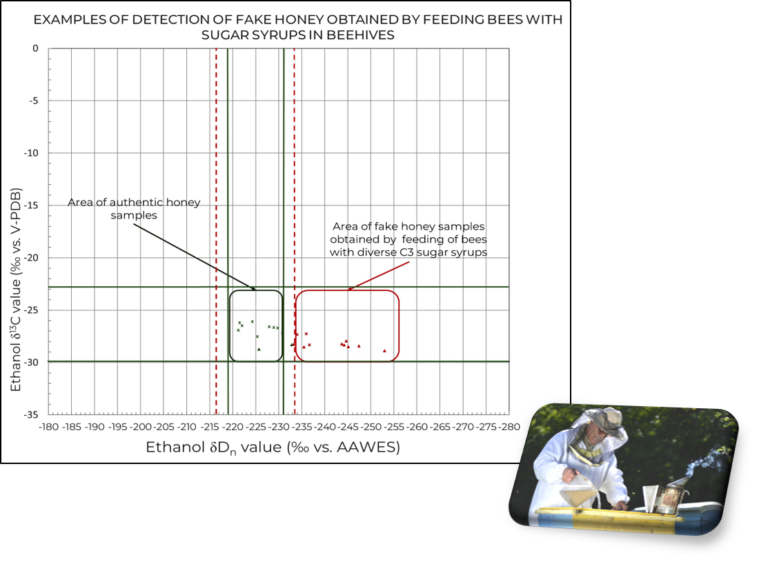 EXAMPLES OF DETECTION OF FAKE HONEY OBTAINED BY FEEDING BEES WITH
SUGAR SYRUPS IN BEEHIVES
0
-5
-10
-15
-20
-25
-30
-35
Area of authentic honey
samples
Area of fake honey samples
obtained by feeding of bees
with diverse C3 sugar syrups
Ethanol δ¹³C value (‰ vs. V-PDB)
-180 -185 -190 -195 -200 -205 -210 -215 -220 -225 -230 -235 -240 -245 -250 -255 -260 -265 -270 -275 -280
Ethanol δDₙ value (‰ vs. AAWES)